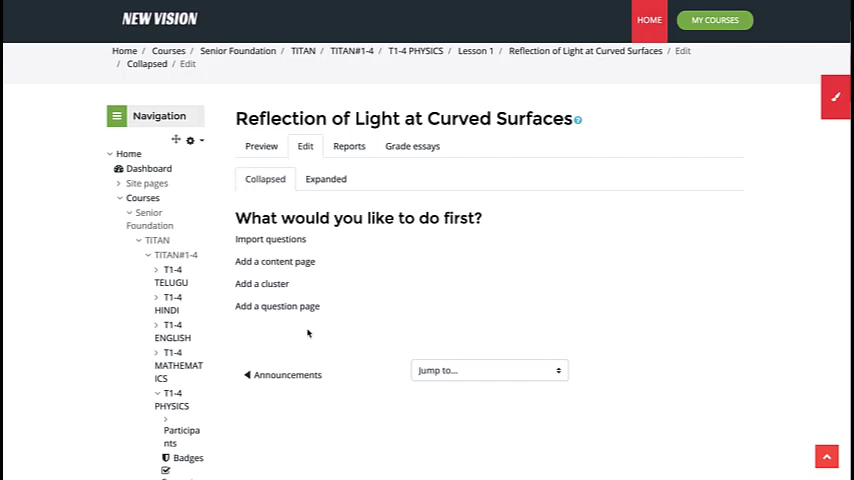 NEW VISION
HOME
MY COURSES
Home / Courses / Senior Foundation / TITAN / TITAN#1-4 / T1-4 PHYSICS / Lesson 1 / Reflection of Light at Curved Surfaces / Edit
/ Collapsed / Edit
Navigation
Home
Dashboard
Site pages
Courses
Senior
Foundation
TITAN
TITAN#1-4
T1-4
TELUGU
T1-4
HINDI
T1-4
ENGLISH
T1-4
MATHEMAT
ICS
T1-4
PHYSICS
Participa
nts
Badges
Reflection of Light at Curved Surfaces
Preview
Edit
Reports
Grade essays
Collapsed
Expanded
What would you like to do first?
Import questions
Add a content page
Add a cluster
Add a question page
Announcements
Jump to...